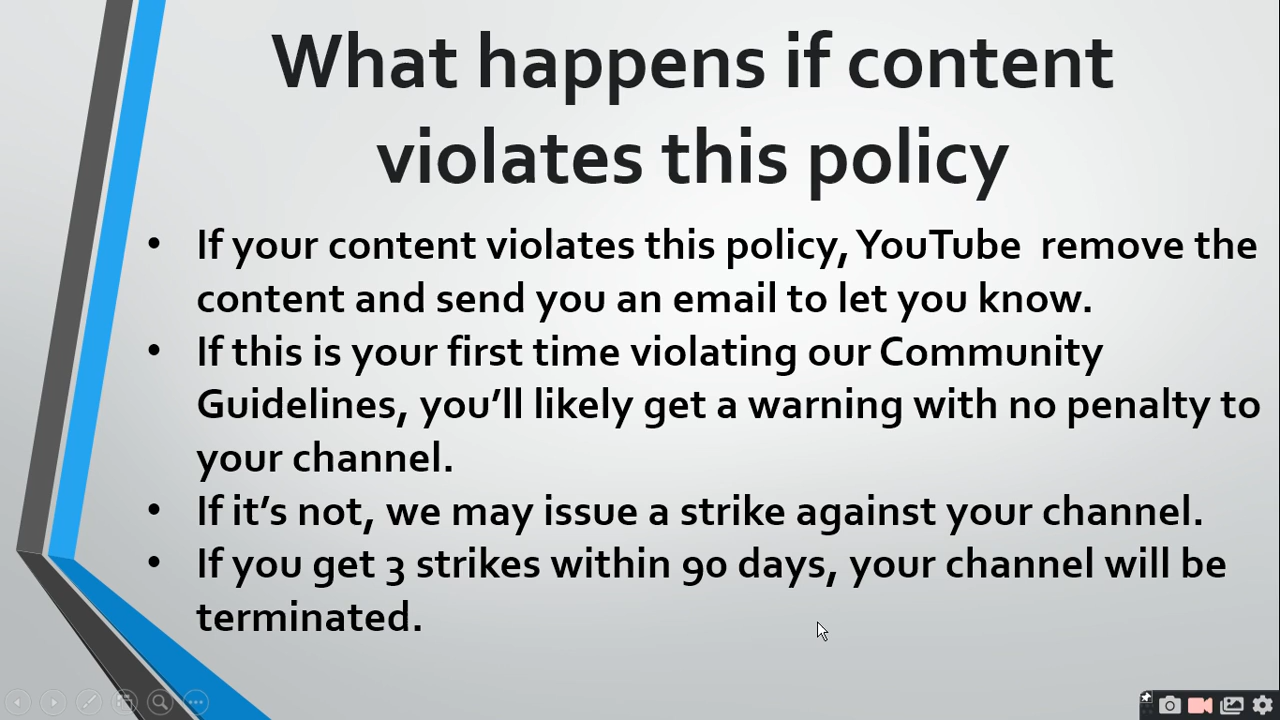 What happens if content
violates this policy
• If your content violates this policy, YouTube  remove the
content and send you an email to let you know.
• If this is your first time violating our Community
Guidelines, you’ll likely get a warning with no penalty to
your channel.
• If it’s not, we may issue a strike against your channel.
• If you get 3 strikes within 90 days, your channel will be
terminated.